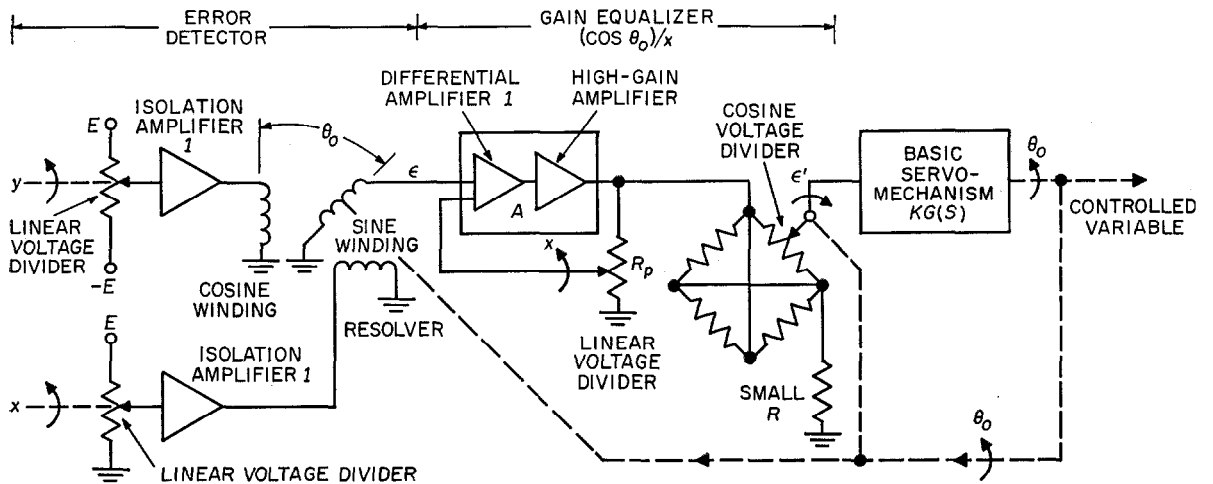 ERROR
DETECTOR
GAIN EQUALIZER
(COS θo)/x
DIFFERENTIAL
AMPLIFIER 1
HIGH-GAIN
AMPLIFIER
ISOLATION
AMPLIFIER
1
θo
COSINE
VOLTAGE
DIVIDER
E
y
LINEAR
VOLTAGE
DIVIDER
-E
ϵ
A
ϵ'
BASIC
SERVO-
MECHANISM
KG(S)
θo
CONTROLLED
VARIABLE
SINE
WINDING
x
Rp
COSINE
WINDING
RESOLVER
LINEAR
VOLTAGE
DIVIDER
SMALL
R
E
ISOLATION
AMPLIFIER 1
x
LINEAR VOLTAGE DIVIDER
θo